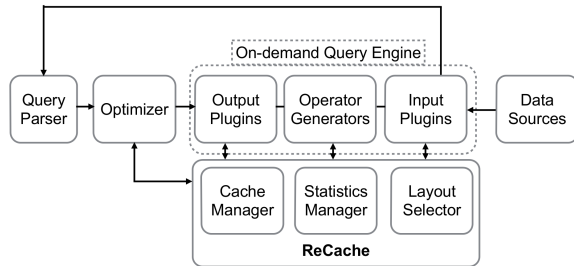 On-demand Query Engine
Query
Parser
Optimizer
Output
Plugins
Operator
Generators
Input
Plugins
Data
Sources
Cache
Manager
Statistics
Manager
Layout
Selector
ReCache